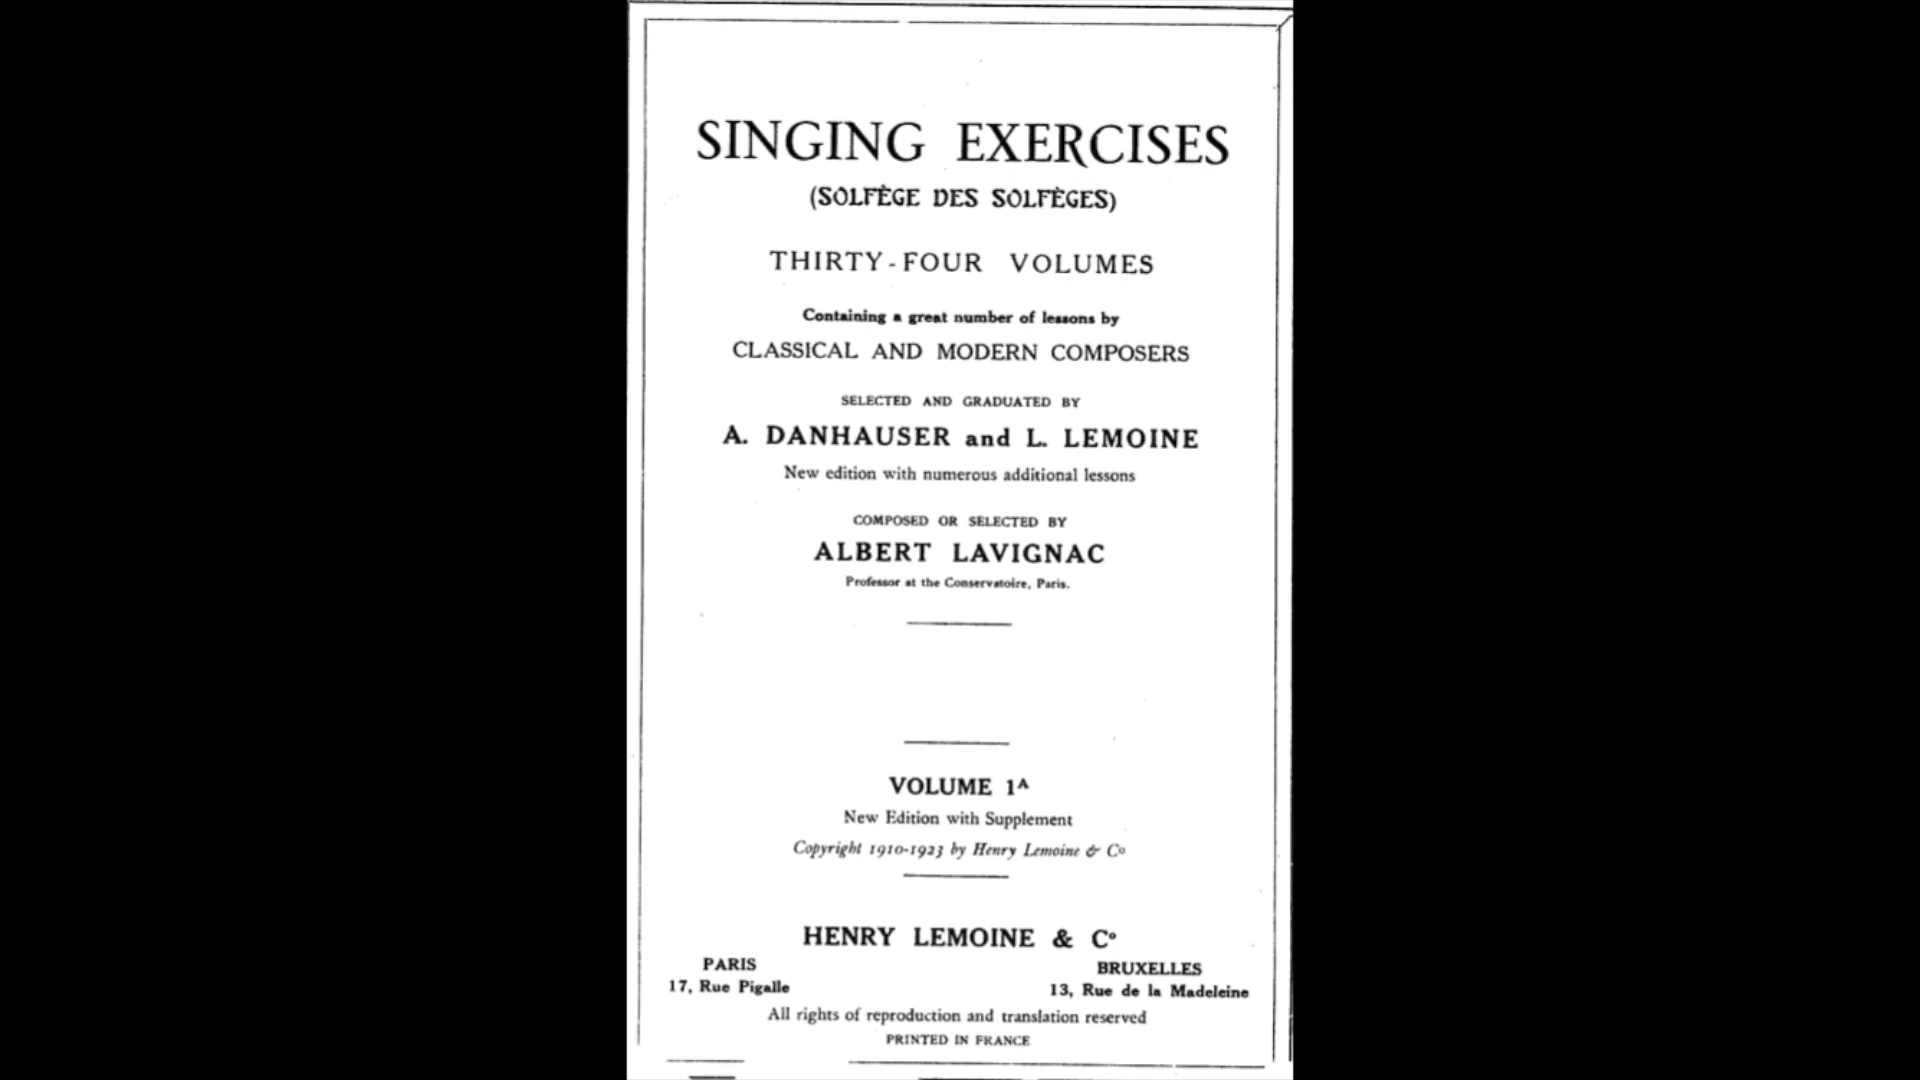 SINGING EXERCISES
(SOLFÈGE DES SOLFÈGES)
THIRTY-FOUR VOLUMES
Containing a great number of lessons by
CLASSICAL AND MODERN COMPOSERS
SELECTED AND GRADUATED BY
A. DANHAUSER and L. LEMOINE
New edition with numerous additional lessons
COMPOSED OR SELECTED BY
ALBERT LAVIGNAC
Professor at the Conservatoire, Paris.
VOLUME 1ᴬ
New Edition with Supplement
Copyright 1910-1923 by Henry Lemoine & Cº
HENRY LEMOINE & Cº
PARIS
17, Rue Pigalle
BRUXELLES
13, Rue de la Madeleine
All rights of reproduction and translation reserved
PRINTED IN FRANCE